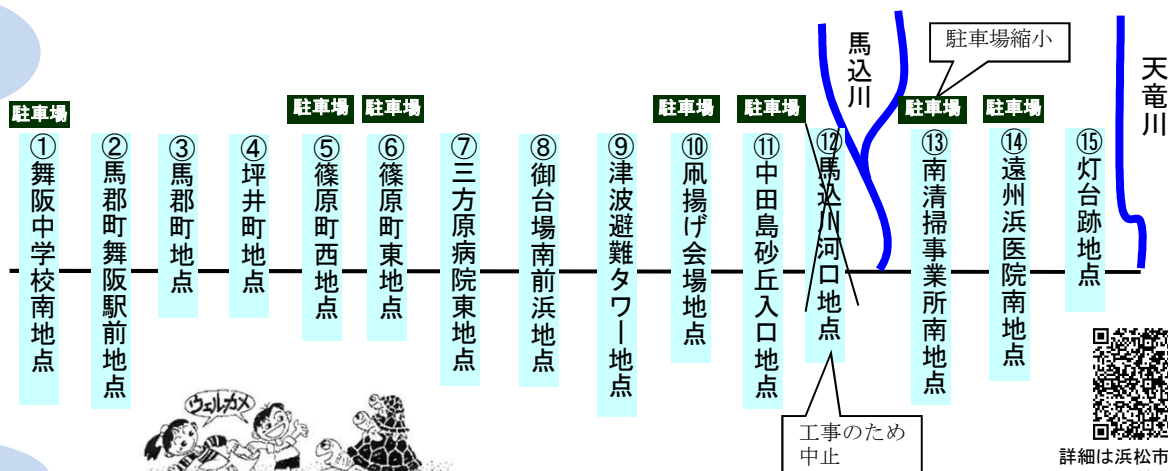 駐車場縮小
馬込川
天竜川
駐車場
駐車場
駐車場
駐車場
駐車場
駐車場
駐車場
①舞阪中学校南地点
②馬郡町舞阪駅前地点
③馬郡町地点
④坪井町地点
⑤篠原町西地点
⑥篠原町東地点
⑦三方原病院東地点
⑧御台場南前浜地点
⑨津波避難タワー地点
⑩凧揚げ会場地点
⑪中田島砂丘入口地点
⑫馬込川河口地点
⑬南清掃事業所南地点
⑭遠州浜医院南地点
⑮灯台跡地点
ウェルカメ
工事のため
中止
詳細は浜松市